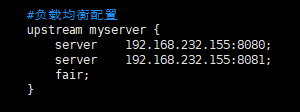 #负载均衡配置
upstream myserver {
server 192.168.232.155:8080;
server 192.168.232.155:8081;
fair;
}